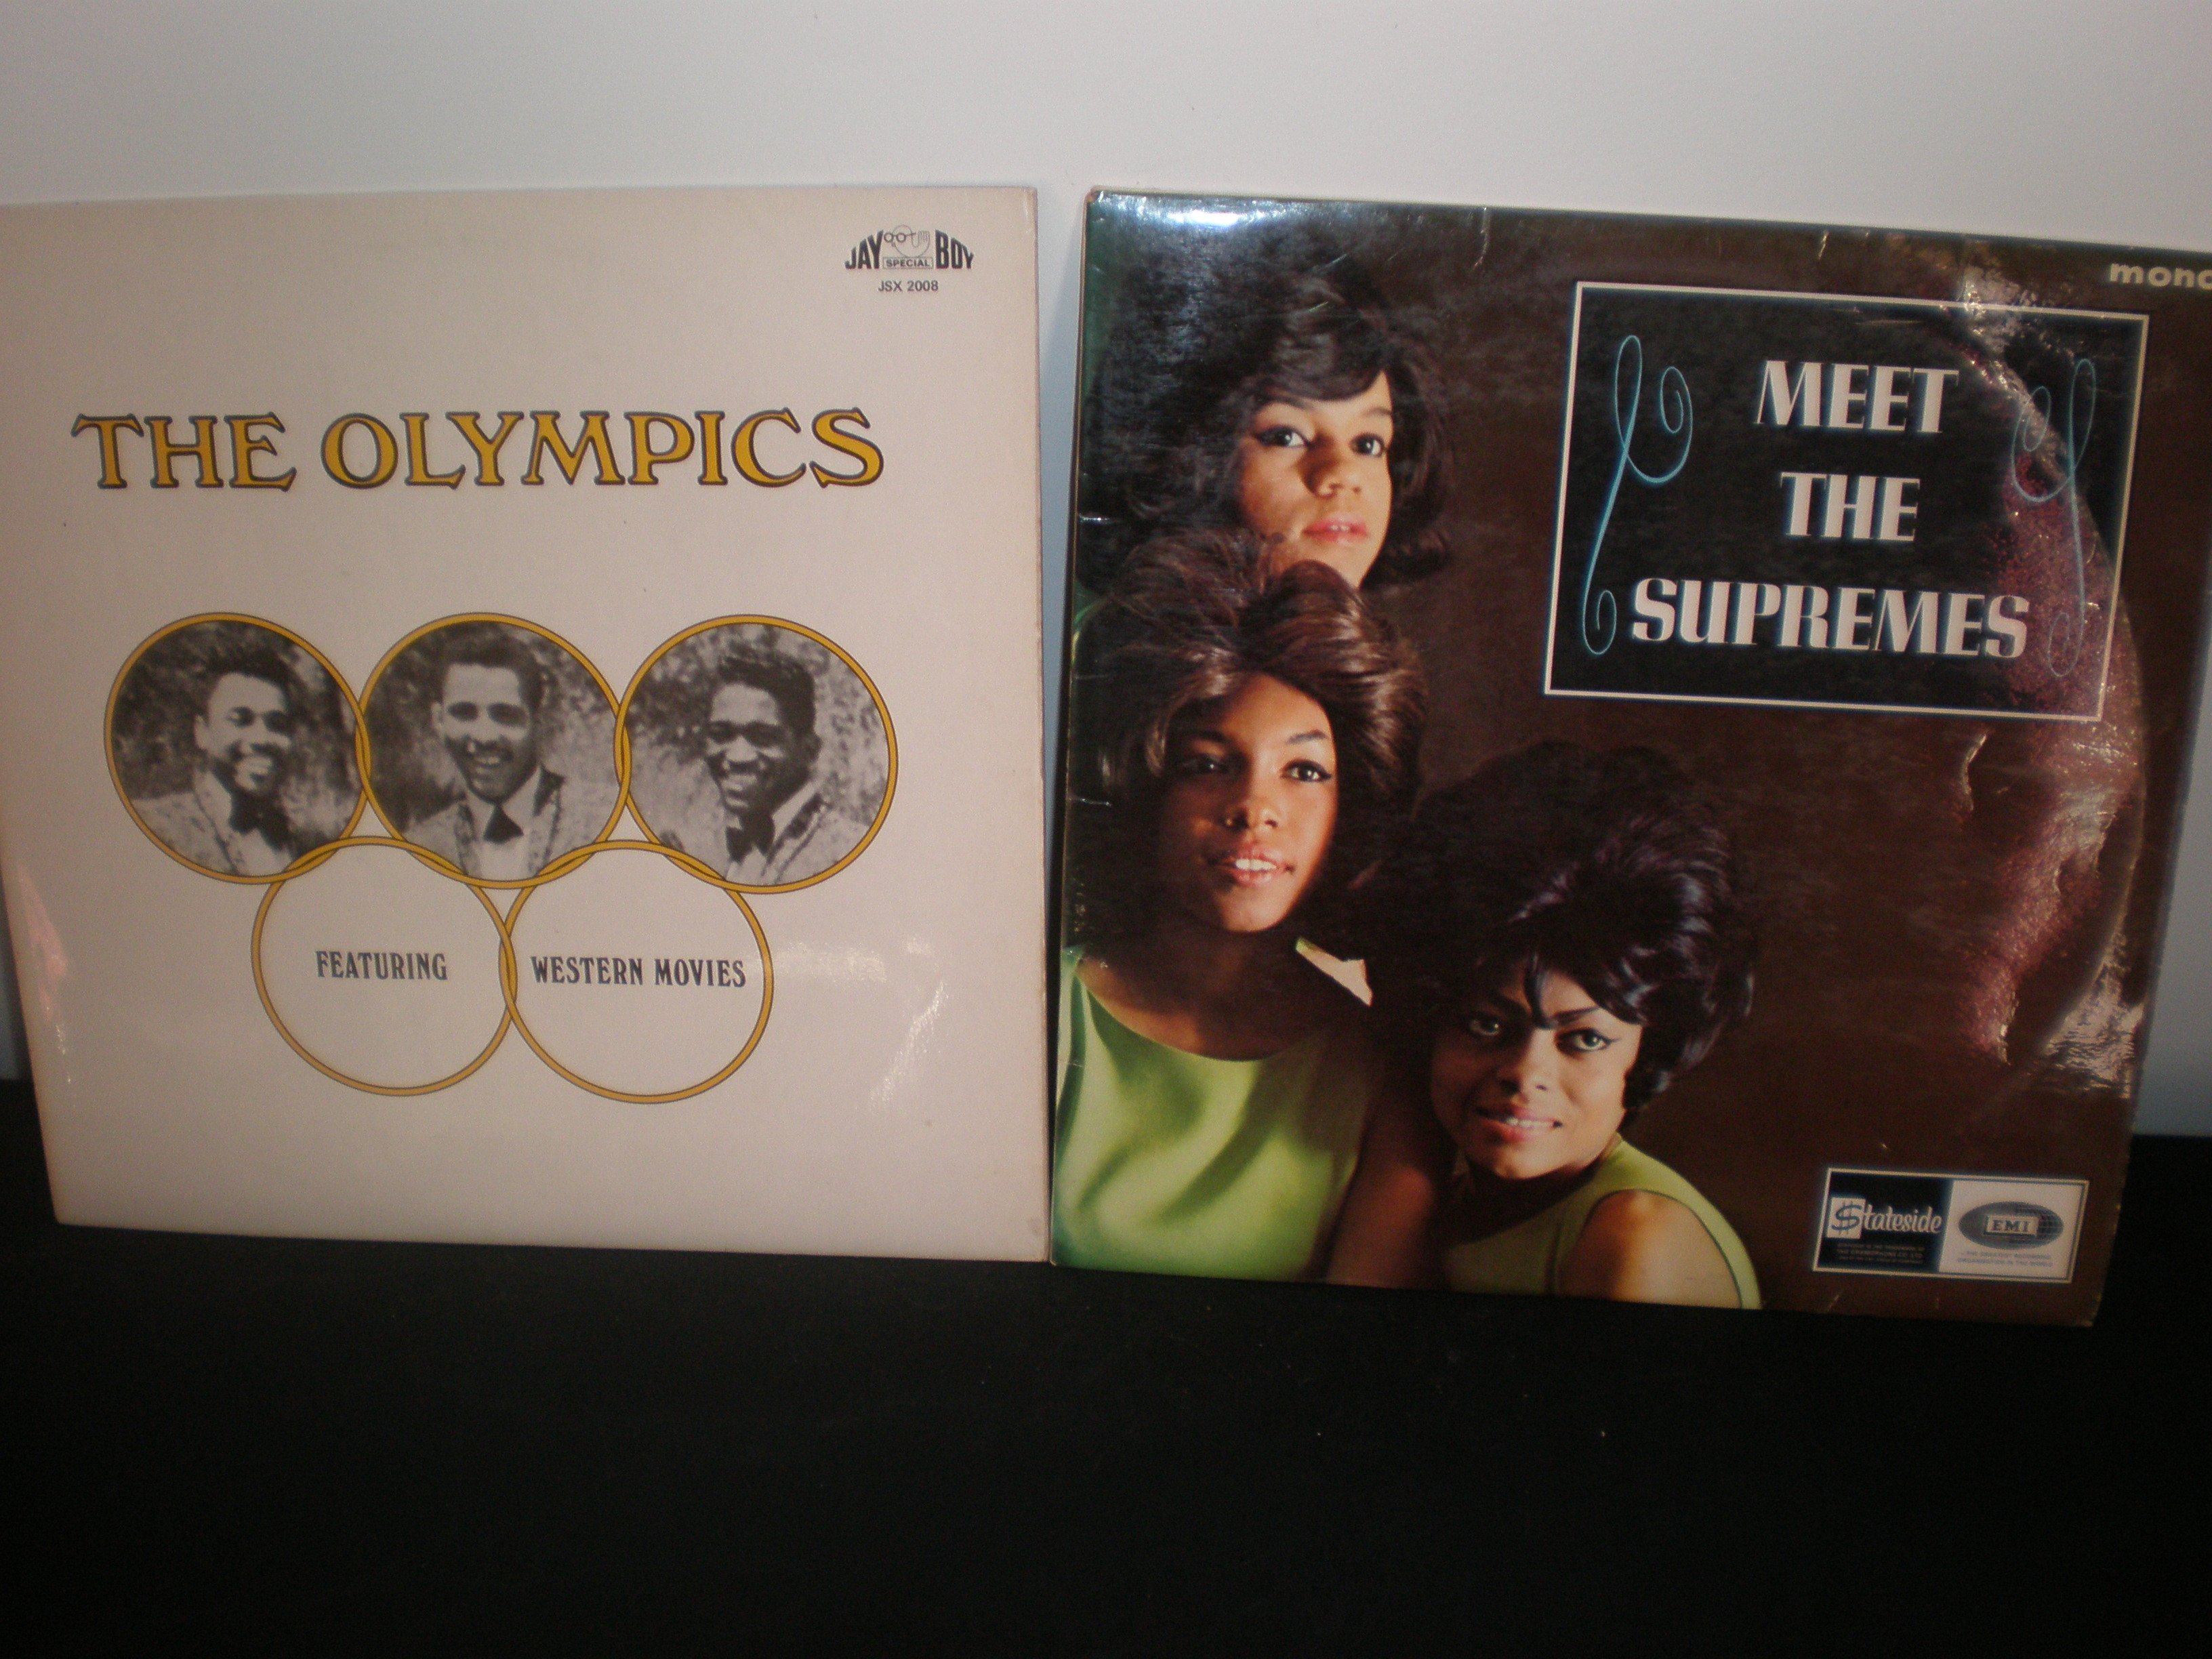 JAY BOY
SPECIAL
JSX 2008
THE OLYMPICS
FEATURING
WESTERN MOVIES
mono
MEET
THE
SUPREMES
Stateside
EMI